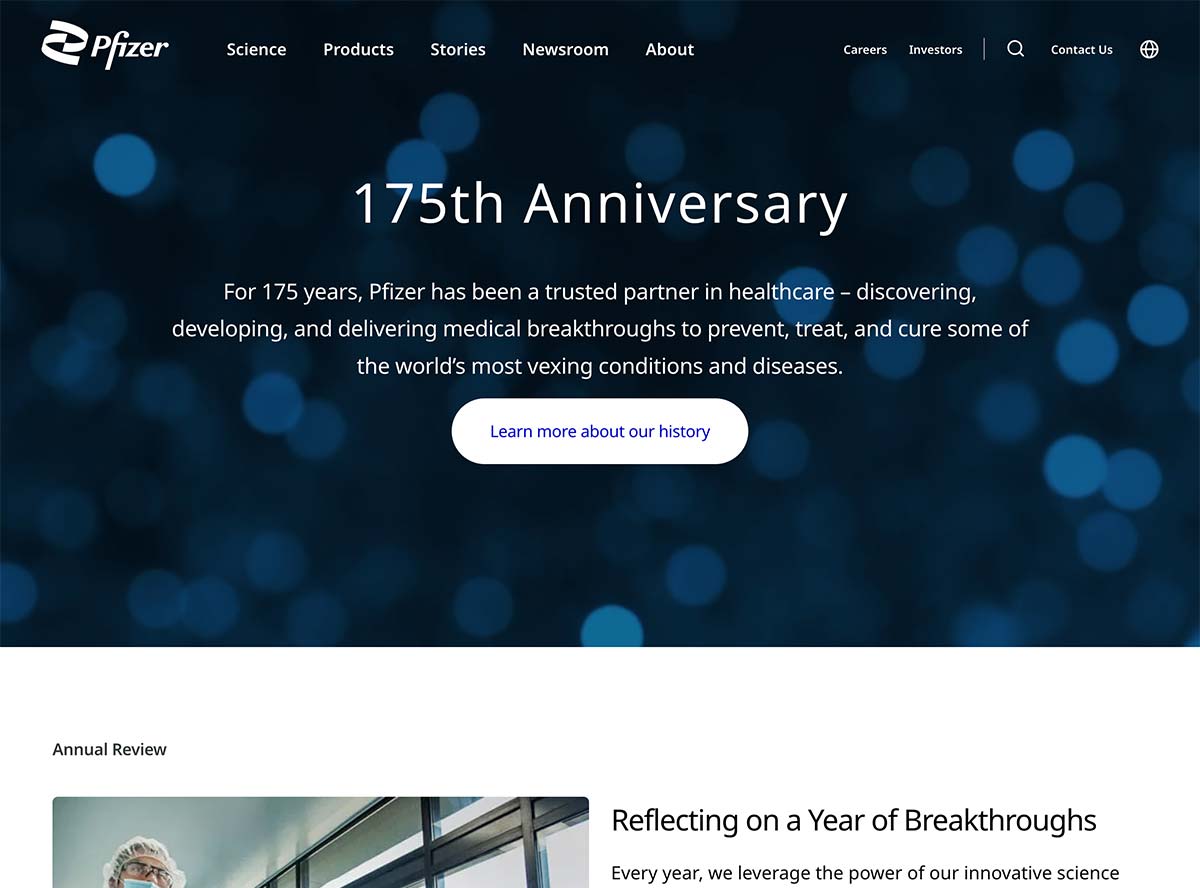 Pfizer
Science Products Stories Newsroom About
Careers Investors Contact Us
175th Anniversary
For 175 years, Pfizer has been a trusted partner in healthcare – discovering,
developing, and delivering medical breakthroughs to prevent, treat, and cure some of
the world’s most vexing conditions and diseases.
Learn more about our history
Annual Review
Reflecting on a Year of Breakthroughs
Every year, we leverage the power of our innovative science